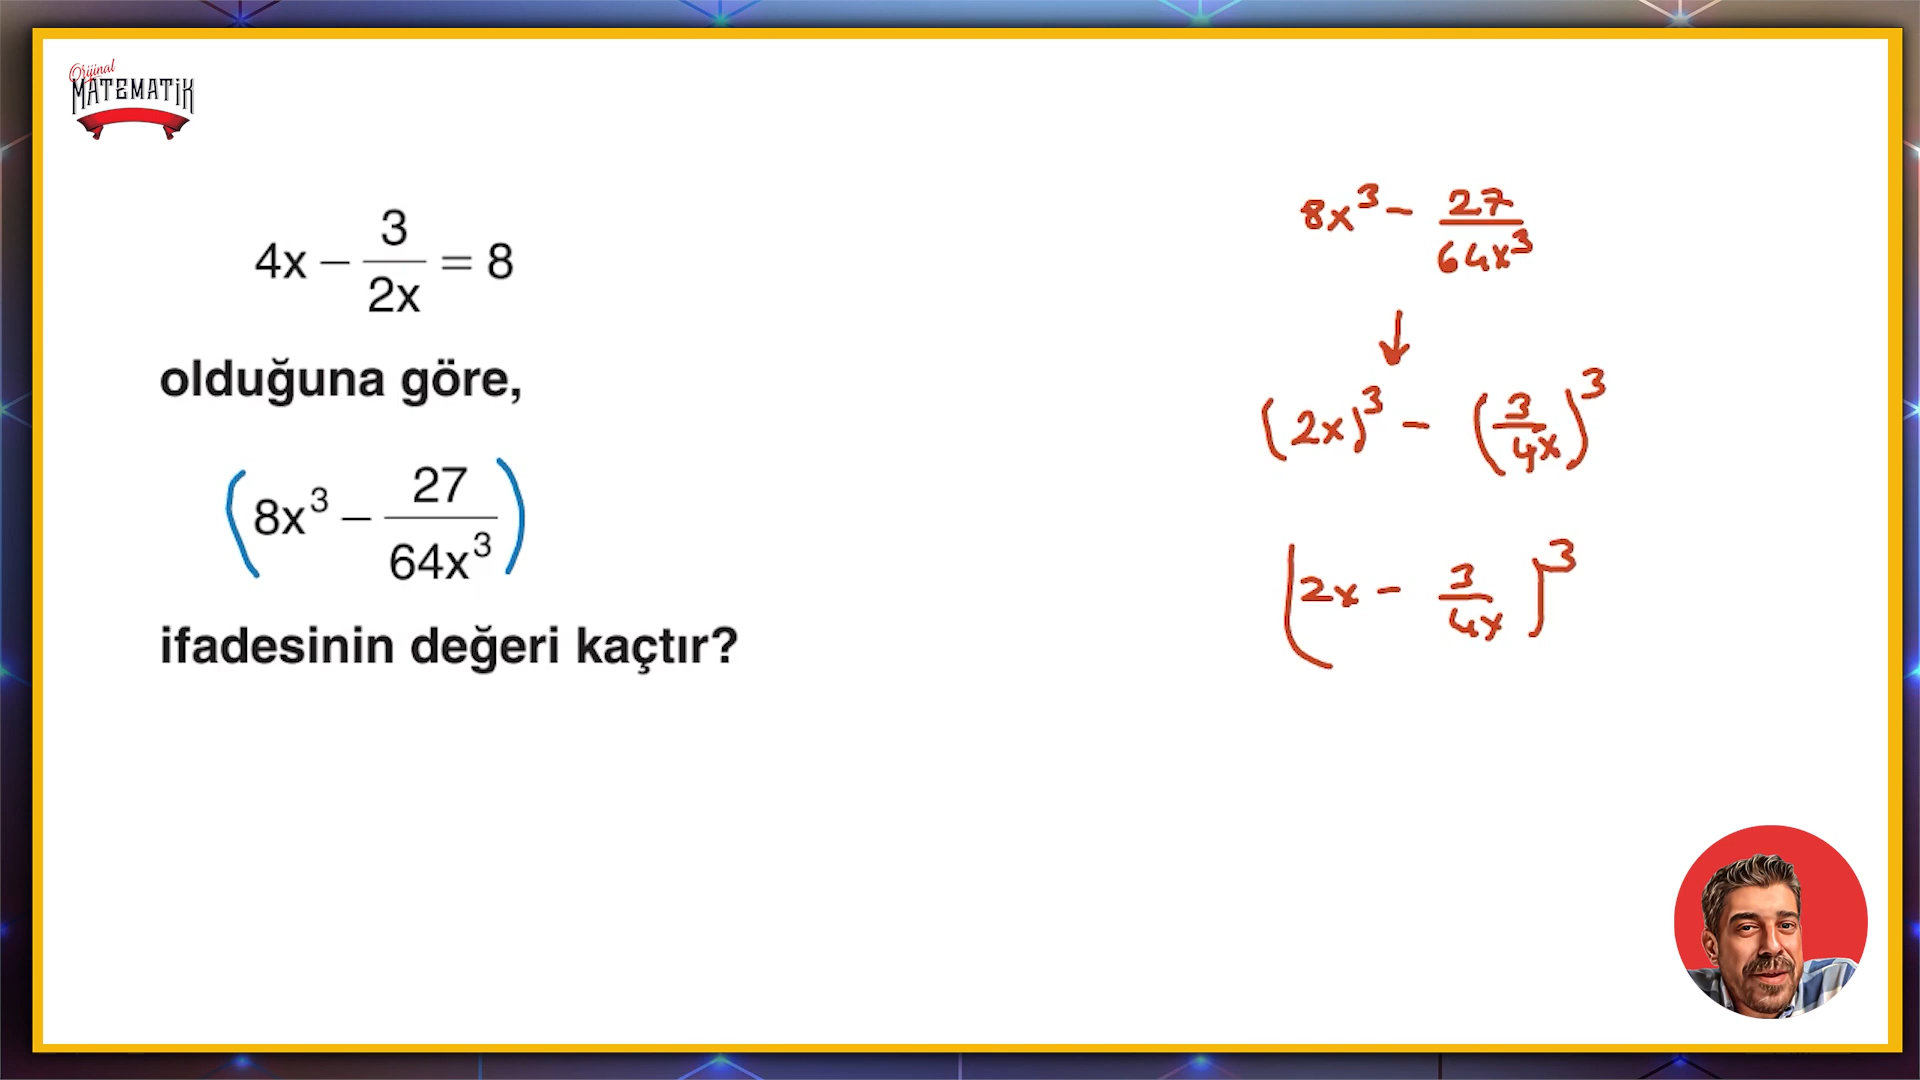 Orijinal
MATEMATİK
4x − 3/2x = 8
olduğuna göre,
(8x³ − 27/64x³)
ifadesinin değeri kaçtır?
8x³ − 27/64x³
↓
(2x)³ − (3/4x)³
(2x − 3/4x)³